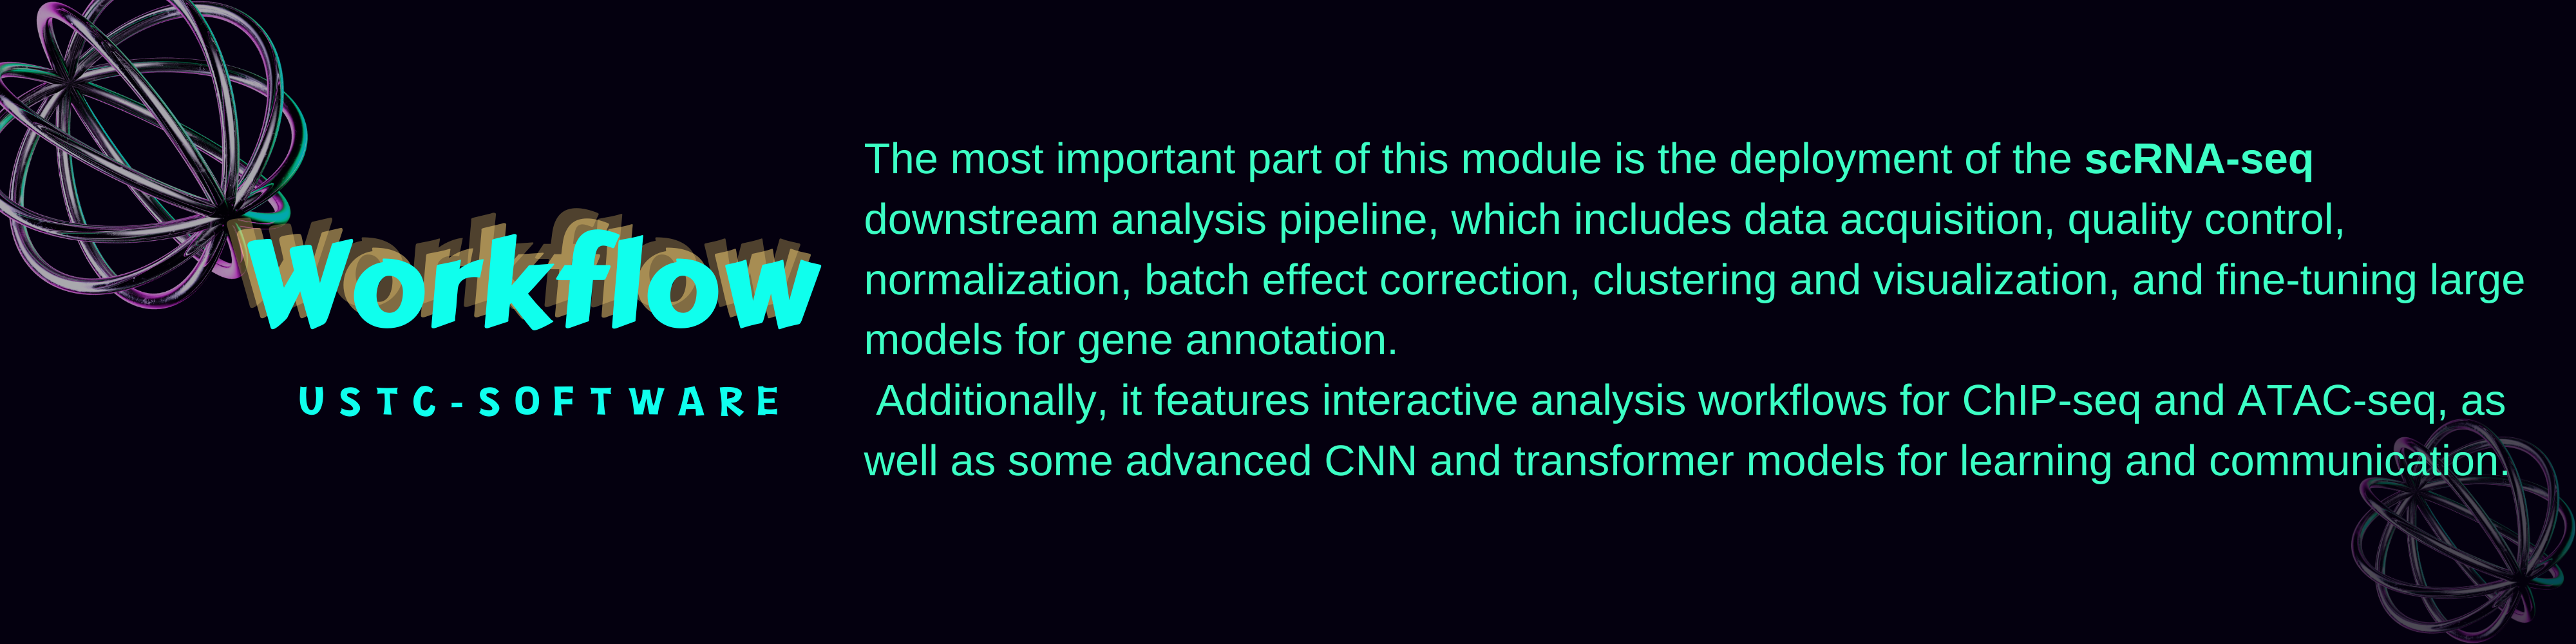 Workflow
USTC-SOFTWARE
The most important part of this module is the deployment of the scRNA-seq
downstream analysis pipeline, which includes data acquisition, quality control,
normalization, batch effect correction, clustering and visualization, and fine-tuning large
models for gene annotation.
Additionally, it features interactive analysis workflows for ChIP-seq and ATAC-seq, as
well as some advanced CNN and transformer models for learning and communication.